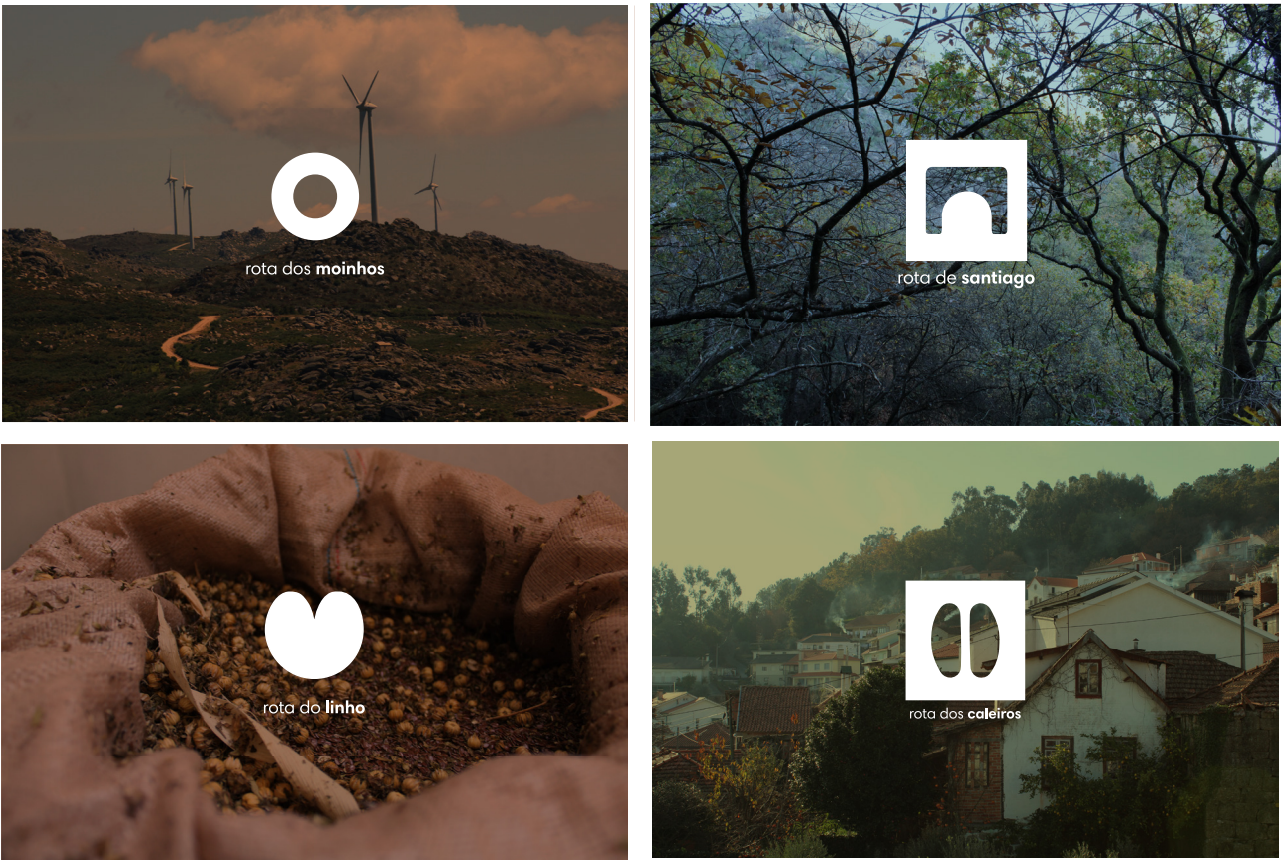 rota dos moinhos
rota de santiago
rota do linho
rota dos caleiros